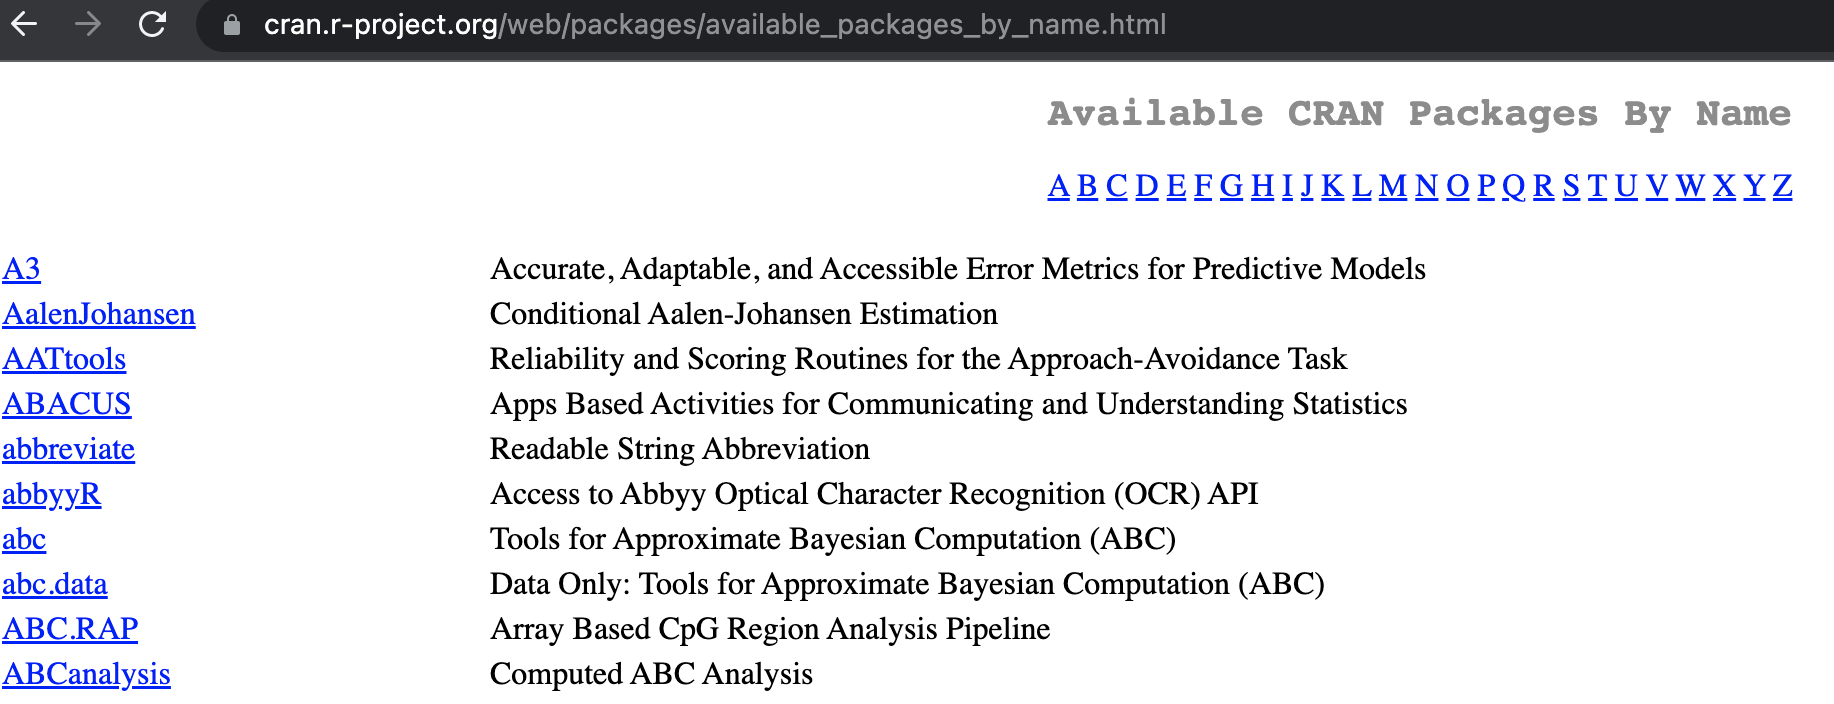 cran.r-project.org/web/packages/available_packages_by_name.html
Available CRAN Packages By Name
A B C D E F G H I J K L M N O P Q R S T U V W X Y Z
A3 Accurate, Adaptable, and Accessible Error Metrics for Predictive Models
AalenJohansen Conditional Aalen-Johansen Estimation
AATtools Reliability and Scoring Routines for the Approach-Avoidance Task
ABACUS Apps Based Activities for Communicating and Understanding Statistics
abbreviate Readable String Abbreviation
abbyyR Access to Abbyy Optical Character Recognition (OCR) API
abc Tools for Approximate Bayesian Computation (ABC)
abc.data Data Only: Tools for Approximate Bayesian Computation (ABC)
ABC.RAP Array Based CpG Region Analysis Pipeline
ABCanalysis Computed ABC Analysis